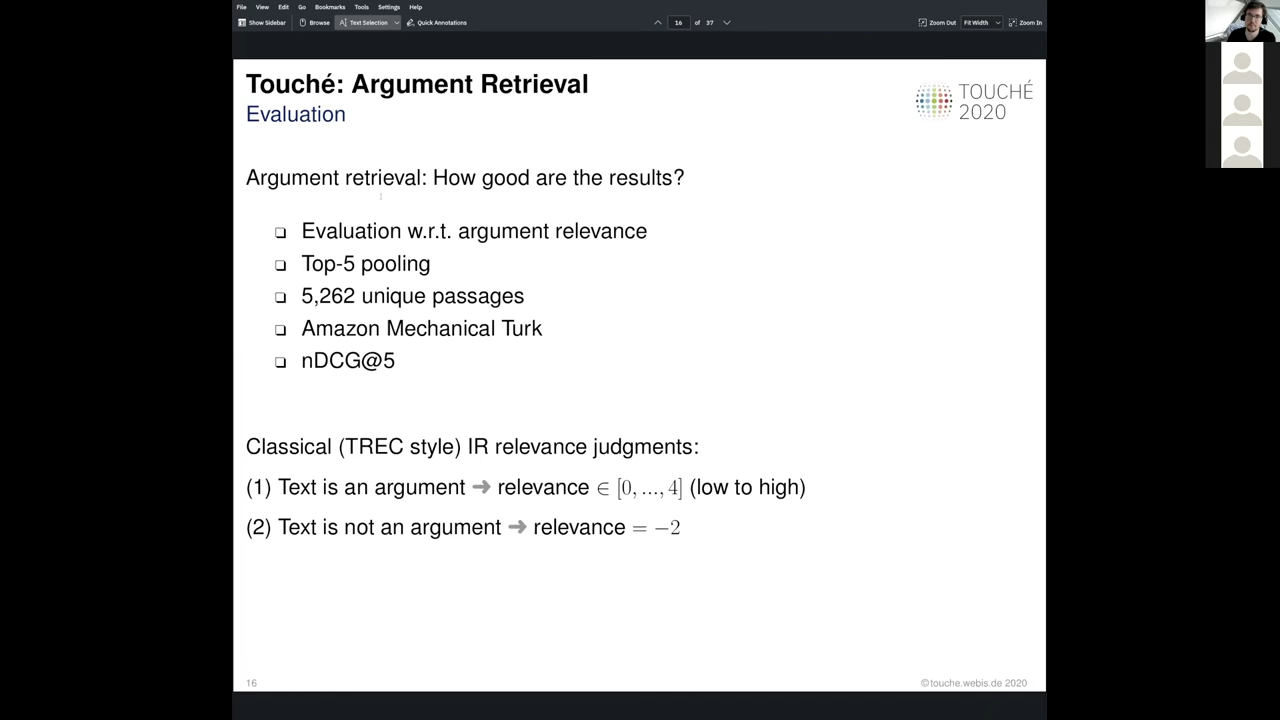 File View Edit Go Bookmarks Tools Settings Help
Show Sidebar Browse Text Selection Quick Annotations 16 of 37 Zoom Out Fit Width Zoom In
Touché: Argument Retrieval
Evaluation
TOUCHÉ
2020
Argument retrieval: How good are the results?
❏ Evaluation w.r.t. argument relevance
❏ Top-5 pooling
❏ 5,262 unique passages
❏ Amazon Mechanical Turk
❏ nDCG@5
Classical (TREC style) IR relevance judgments:
(1) Text is an argument ➜ relevance ∈ [0, ..., 4] (low to high)
(2) Text is not an argument ➜ relevance = −2
16
©touche.webis.de 2020